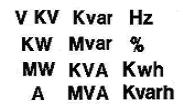 V KV Kvar Hz
KW Mvar %
MW KVA Kwh
A MVA Kvarh